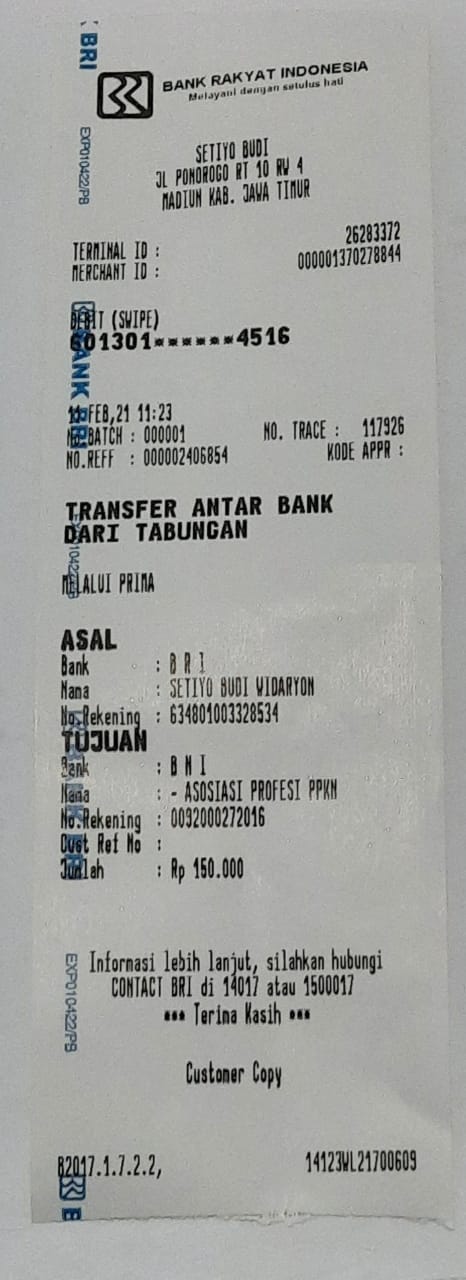 BRI
BANK RAKYAT INDONESIA
Melayani dengan setulus hati
EXP010422/PB
SETIYO BUDI
JL PONOROGO RT 10 RW 4
MADIUN KAB. JAWA TIMUR
TERMINAL ID : 26283372
MERCHANT ID : 000001370278844
DEBIT (SWIPE)
601301******4516
BANK BRI
FEB,21 11:23
NO.BATCH : 000001 NO. TRACE : 117926
NO.REFF : 000002406854 KODE APPR :
TRANSFER ANTAR BANK
DARI TABUNGAN
MELALUI PRIMA
ASAL
Bank : B R I
Nama : SETIYO BUDI WIDARYON
No.Rekening : 634801003328534
TUJUAN
Bank : B N I
Nama : - ASOSIASI PROFESI PPKN
No.Rekening : 0092000272016
Cust Ref No :
Jumlah : Rp 150.000
EXP010422/PB
Informasi lebih lanjut, silahkan hubungi
CONTACT BRI di 14017 atau 1500017
*** Terima Kasih ***
Customer Copy
B2017.1.7.2.2, 14123WL21700609